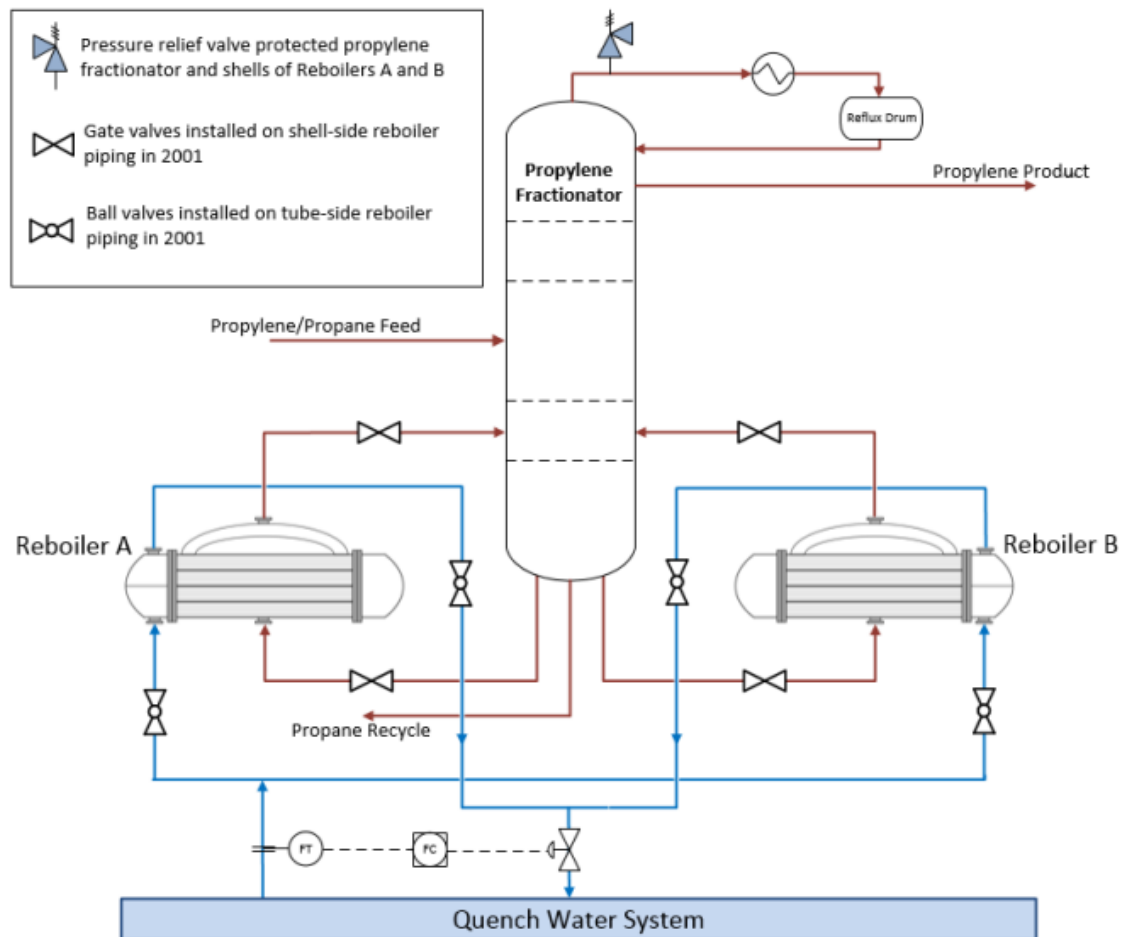 Pressure relief valve protected propylene
fractionator and shells of Reboilers A and B
Gate valves installed on shell-side reboiler
piping in 2001
Ball valves installed on tube-side reboiler
piping in 2001
Reflux Drum
Propylene
Fractionator
Propylene Product
Propylene/Propane Feed
Reboiler A
Reboiler B
Propane Recycle
FT
FC
Quench Water System